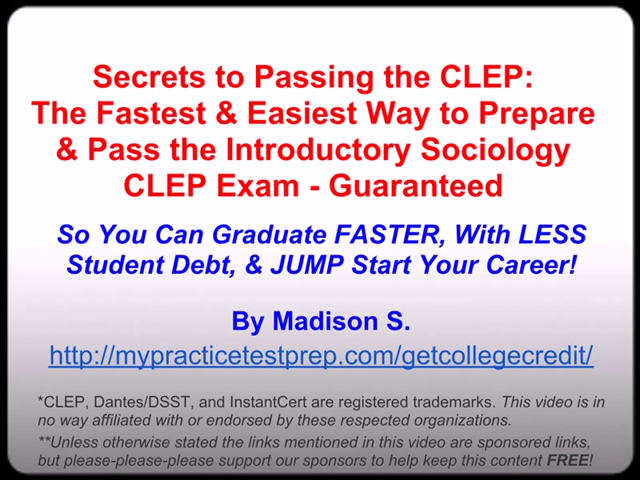 Secrets to Passing the CLEP:
The Fastest & Easiest Way to Prepare
& Pass the Introductory Sociology
CLEP Exam - Guaranteed
So You Can Graduate FASTER, With LESS
Student Debt, & JUMP Start Your Career!
By Madison S.
http://mypracticetestprep.com/getcollegecredit/
*CLEP, Dantes/DSST, and InstantCert are registered trademarks. This video is in
no way affiliated with or endorsed by these respected organizations.
**Unless otherwise stated the links mentioned in this video are sponsored links,
but please-please-please support our sponsors to help keep this content FREE!